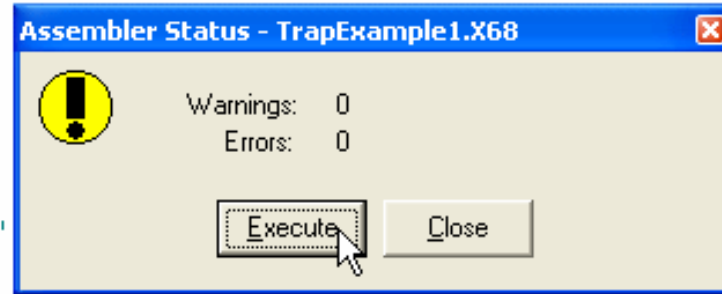 Assembler Status - TrapExample1.X68
Warnings: 0
Errors: 0
Execute Close